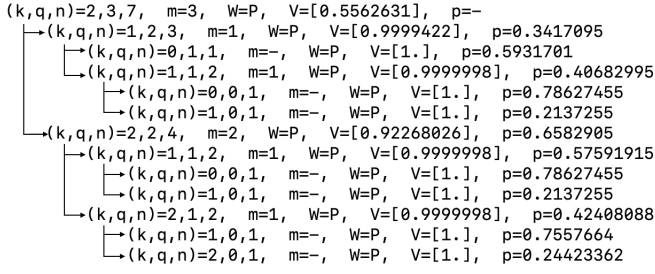 (k,q,n)=2,3,7, m=3, W=P, V=[0.5562631], p=-
(k,q,n)=1,2,3, m=1, W=P, V=[0.9999422], p=0.3417095
(k,q,n)=0,1,1, m=-, W=P, V=[1.], p=0.5931701
(k,q,n)=1,1,2, m=1, W=P, V=[0.9999998], p=0.40682995
(k,q,n)=0,0,1, m=-, W=P, V=[1.], p=0.78627455
(k,q,n)=1,0,1, m=-, W=P, V=[1.], p=0.2137255
(k,q,n)=2,2,4, m=2, W=P, V=[0.92268026], p=0.6582905
(k,q,n)=1,1,2, m=1, W=P, V=[0.9999998], p=0.57591915
(k,q,n)=0,0,1, m=-, W=P, V=[1.], p=0.78627455
(k,q,n)=1,0,1, m=-, W=P, V=[1.], p=0.2137255
(k,q,n)=2,1,2, m=1, W=P, V=[0.9999998], p=0.42408088
(k,q,n)=1,0,1, m=-, W=P, V=[1.], p=0.7557664
(k,q,n)=2,0,1, m=-, W=P, V=[1.], p=0.24423362